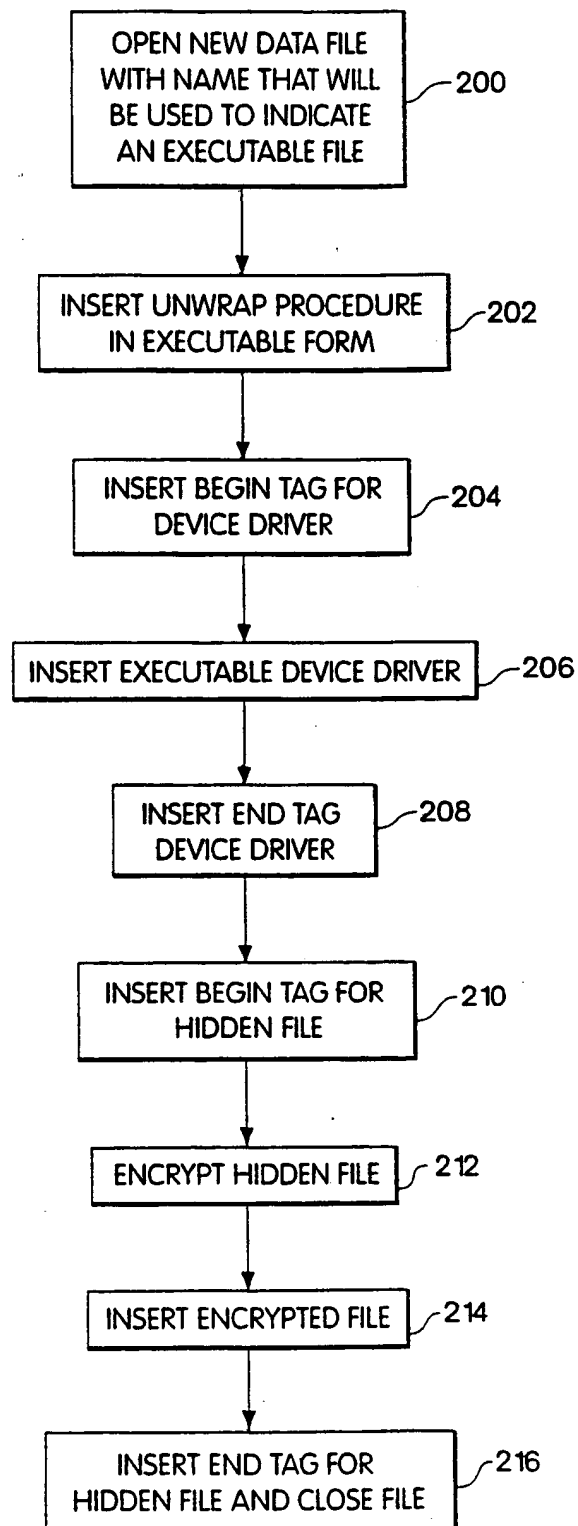 OPEN NEW DATA FILE
WITH NAME THAT WILL
BE USED TO INDICATE
AN EXECUTABLE FILE
200
INSERT UNWRAP PROCEDURE
IN EXECUTABLE FORM
202
INSERT BEGIN TAG FOR
DEVICE DRIVER
204
INSERT EXECUTABLE DEVICE DRIVER
206
INSERT END TAG
DEVICE DRIVER
208
INSERT BEGIN TAG FOR
HIDDEN FILE
210
ENCRYPT HIDDEN FILE
212
INSERT ENCRYPTED FILE
214
INSERT END TAG FOR
HIDDEN FILE AND CLOSE FILE
216